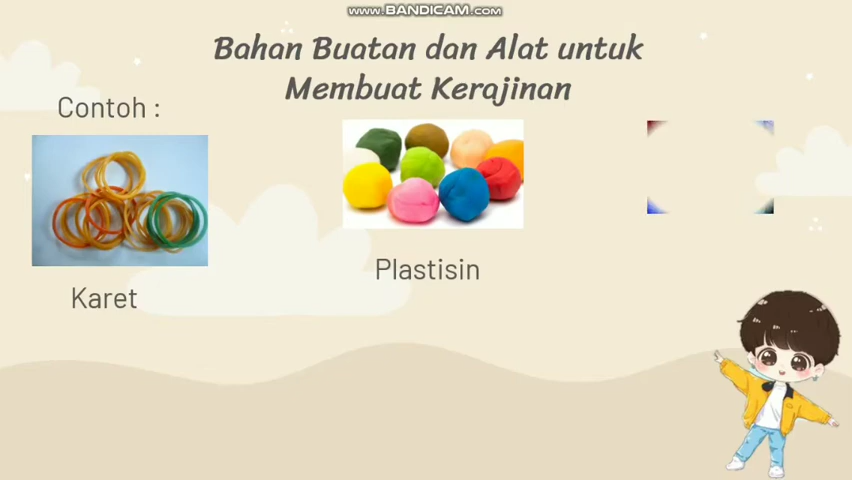 www.BANDICAM.com
Bahan Buatan dan Alat untuk
Membuat Kerajinan
Contoh :
Karet
Plastisin